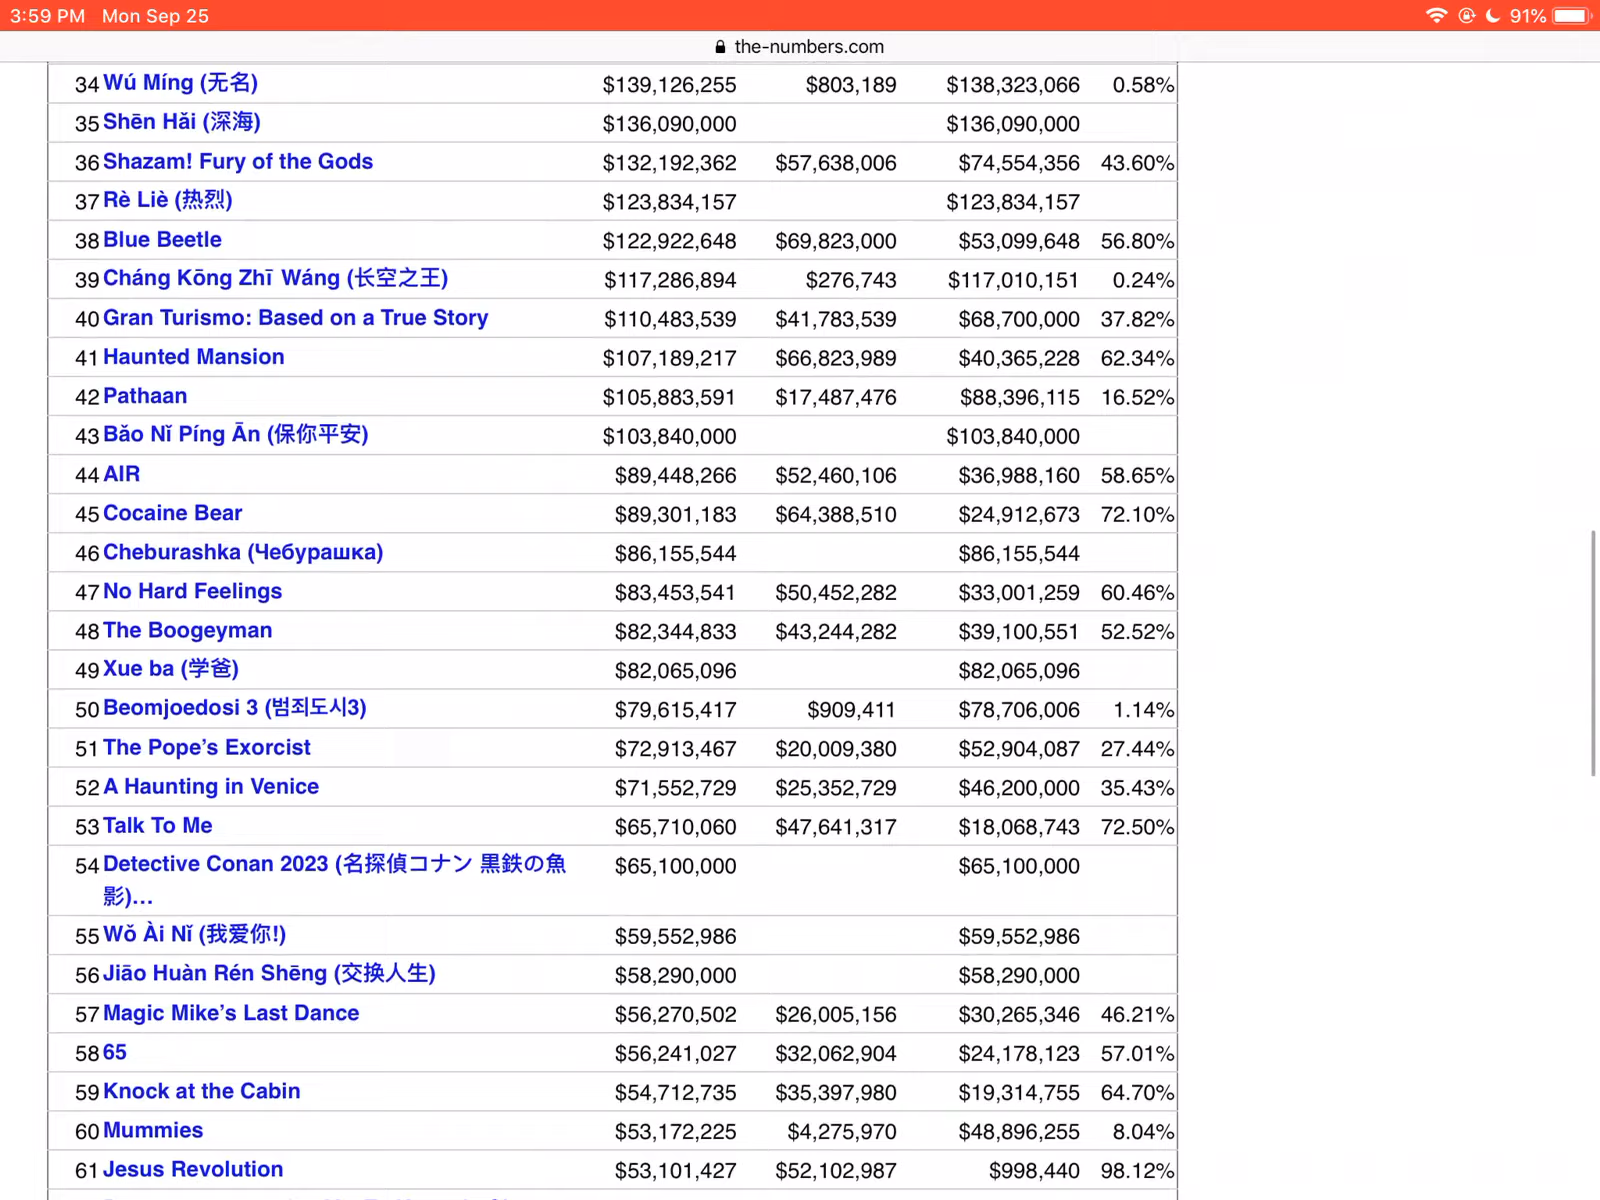 3:59 PM Mon Sep 25 91%
the-numbers.com
34 Wú Míng (无名) $139,126,255 $803,189 $138,323,066 0.58%
35 Shēn Hǎi (深海) $136,090,000 $136,090,000
36 Shazam! Fury of the Gods $132,192,362 $57,638,006 $74,554,356 43.60%
37 Rè Liè (热烈) $123,834,157 $123,834,157
38 Blue Beetle $122,922,648 $69,823,000 $53,099,648 56.80%
39 Cháng Kōng Zhī Wáng (长空之王) $117,286,894 $276,743 $117,010,151 0.24%
40 Gran Turismo: Based on a True Story $110,483,539 $41,783,539 $68,700,000 37.82%
41 Haunted Mansion $107,189,217 $66,823,989 $40,365,228 62.34%
42 Pathaan $105,883,591 $17,487,476 $88,396,115 16.52%
43 Bǎo Nǐ Píng Ān (保你平安) $103,840,000 $103,840,000
44 AIR $89,448,266 $52,460,106 $36,988,160 58.65%
45 Cocaine Bear $89,301,183 $64,388,510 $24,912,673 72.10%
46 Cheburashka (Чебурашка) $86,155,544 $86,155,544
47 No Hard Feelings $83,453,541 $50,452,282 $33,001,259 60.46%
48 The Boogeyman $82,344,833 $43,244,282 $39,100,551 52.52%
49 Xue ba (学爸) $82,065,096 $82,065,096
50 Beomjoedosi 3 (범죄도시3) $79,615,417 $909,411 $78,706,006 1.14%
51 The Pope’s Exorcist $72,913,467 $20,009,380 $52,904,087 27.44%
52 A Haunting in Venice $71,552,729 $25,352,729 $46,200,000 35.43%
53 Talk To Me $65,710,060 $47,641,317 $18,068,743 72.50%
54 Detective Conan 2023 (名探偵コナン 黒鉄の魚 $65,100,000 $65,100,000
影)...
55 Wǒ Ài Nǐ (我爱你!) $59,552,986 $59,552,986
56 Jiāo Huàn Rén Shēng (交换人生) $58,290,000 $58,290,000
57 Magic Mike’s Last Dance $56,270,502 $26,005,156 $30,265,346 46.21%
58 65 $56,241,027 $32,062,904 $24,178,123 57.01%
59 Knock at the Cabin $54,712,735 $35,397,980 $19,314,755 64.70%
60 Mummies $53,172,225 $4,275,970 $48,896,255 8.04%
61 Jesus Revolution $53,101,427 $52,102,987 $998,440 98.12%